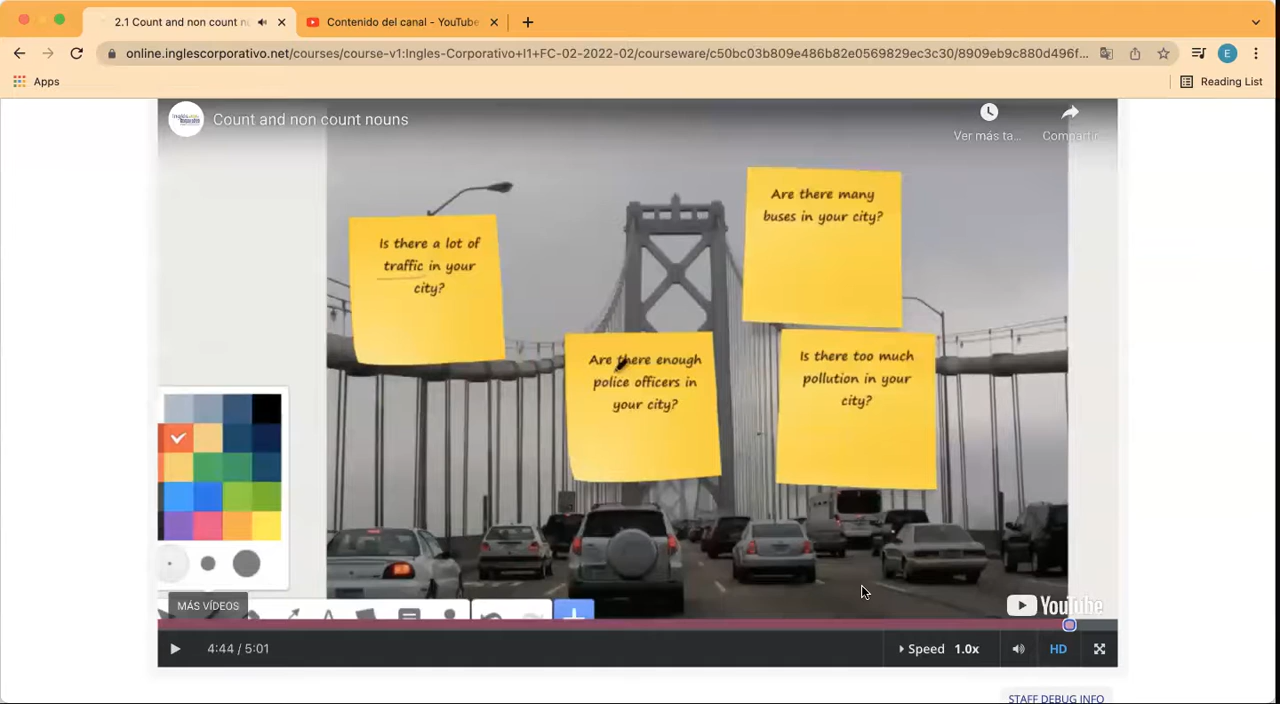 2.1 Count and non count n
Contenido del canal - YouTube
online.inglescorporativo.net/courses/course-v1:Ingles-Corporativo+I1+FC-02-2022-02/courseware/c50bc03b809e486b82e0569829ec3c30/8909eb9c880d496f...
E
Apps
Reading List
Count and non count nouns
Ver más ta...
Compartir
Is there a lot of
traffic in your
city?
Are there enough
police officers in
your city?
Are there many
buses in your city?
Is there too much
pollution in your
city?
MÁS VÍDEOS
YouTube
4:44 / 5:01
Speed 1.0x
HD
STAFF DEBUG INFO